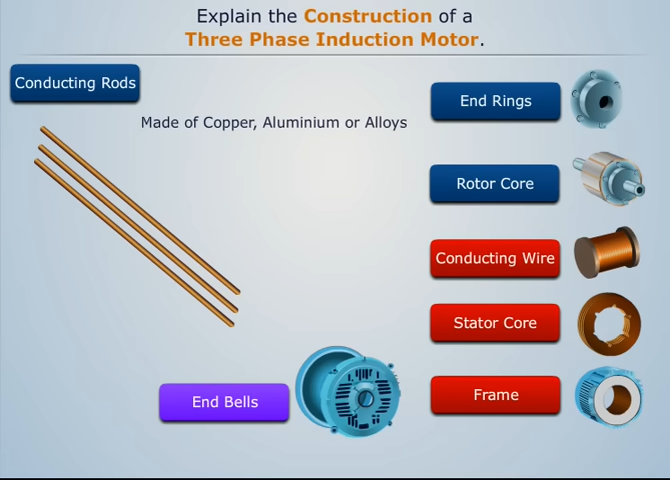 Explain the Construction of a
Three Phase Induction Motor.
Conducting Rods
Made of Copper, Aluminium or Alloys
End Rings
Rotor Core
Conducting Wire
Stator Core
Frame
End Bells